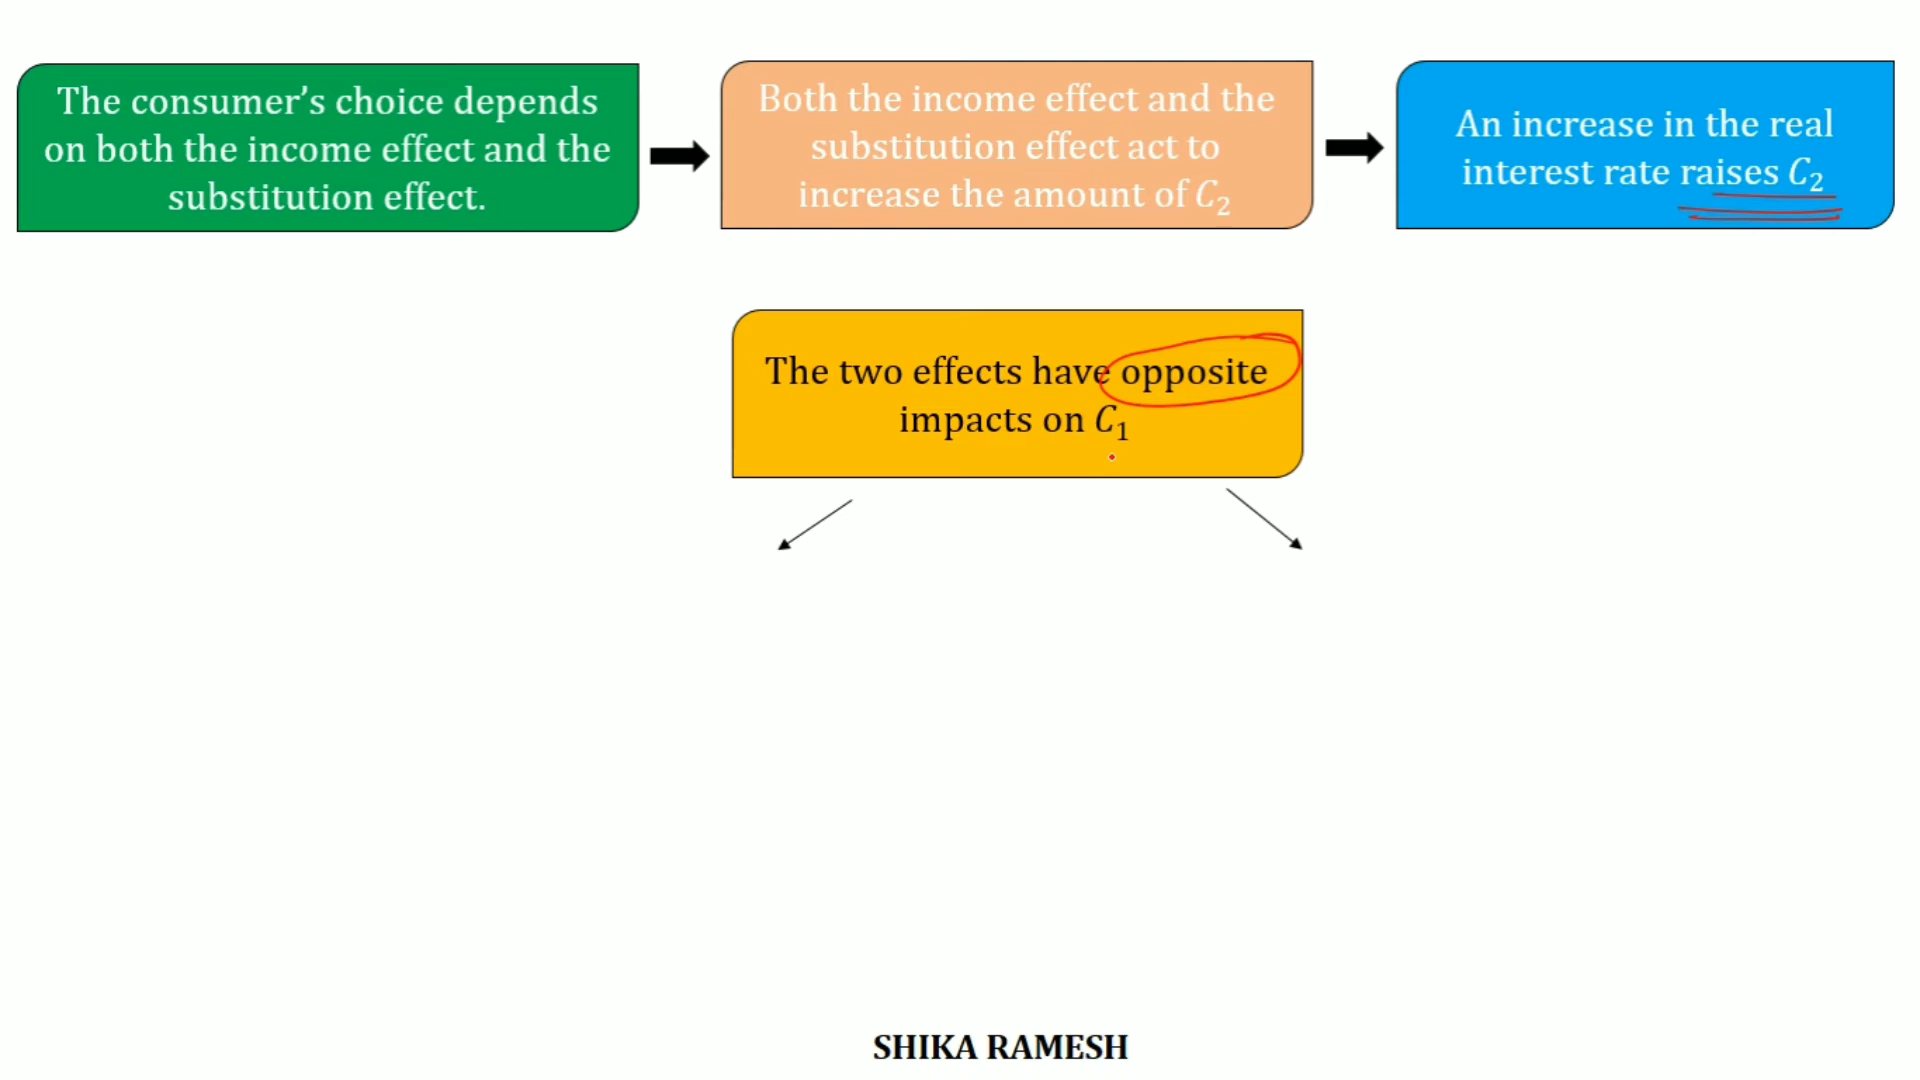 The consumer’s choice depends
on both the income effect and the
substitution effect.
Both the income effect and the
substitution effect act to
increase the amount of C₂
An increase in the real
interest rate raises C₂
The two effects have opposite
impacts on C₁
SHIKA RAMESH